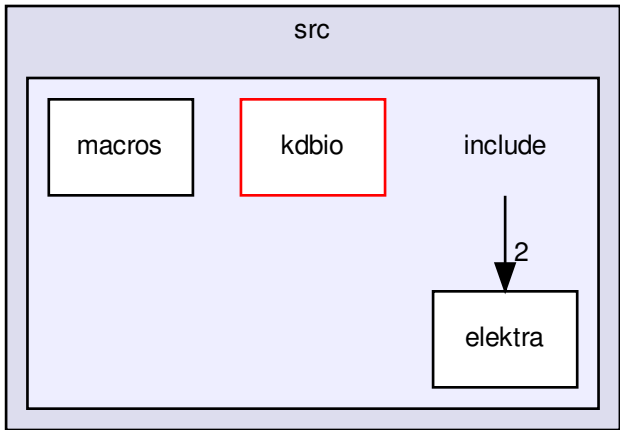 src
macros
kdbio
include
2
elektra